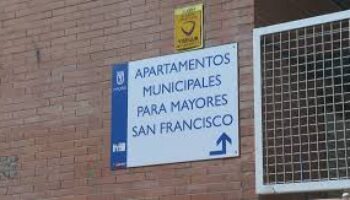 APARTAMENTOS
MUNICIPALES
PARA MAYORES
SAN FRANCISCO